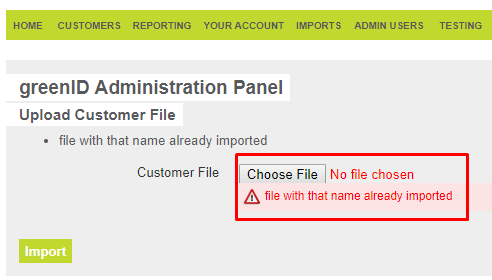 HOME CUSTOMERS REPORTING YOUR ACCOUNT IMPORTS ADMIN USERS TESTING
greenID Administration Panel
Upload Customer File
• file with that name already imported
Customer File Choose File No file chosen
file with that name already imported
Import